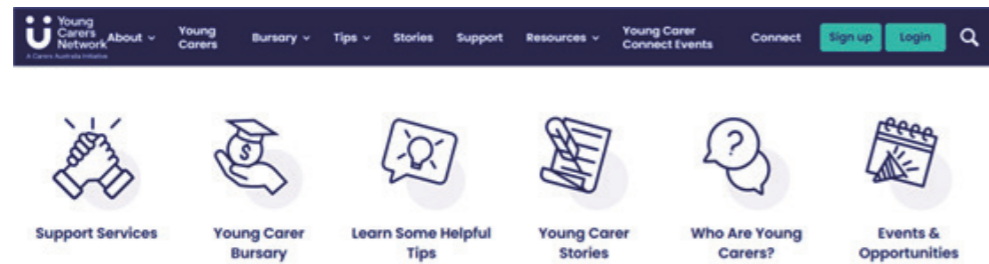 Young
Carers
Network
A Carers Australia Initiative
About
Young
Carers
Bursary
Tips
Stories
Support
Resources
Young Carer
Connect Events
Connect
Sign up
Login
$
?
Support Services
Young Carer
Bursary
Learn Some Helpful
Tips
Young Carer
Stories
Who Are Young
Carers?
Events &
Opportunities